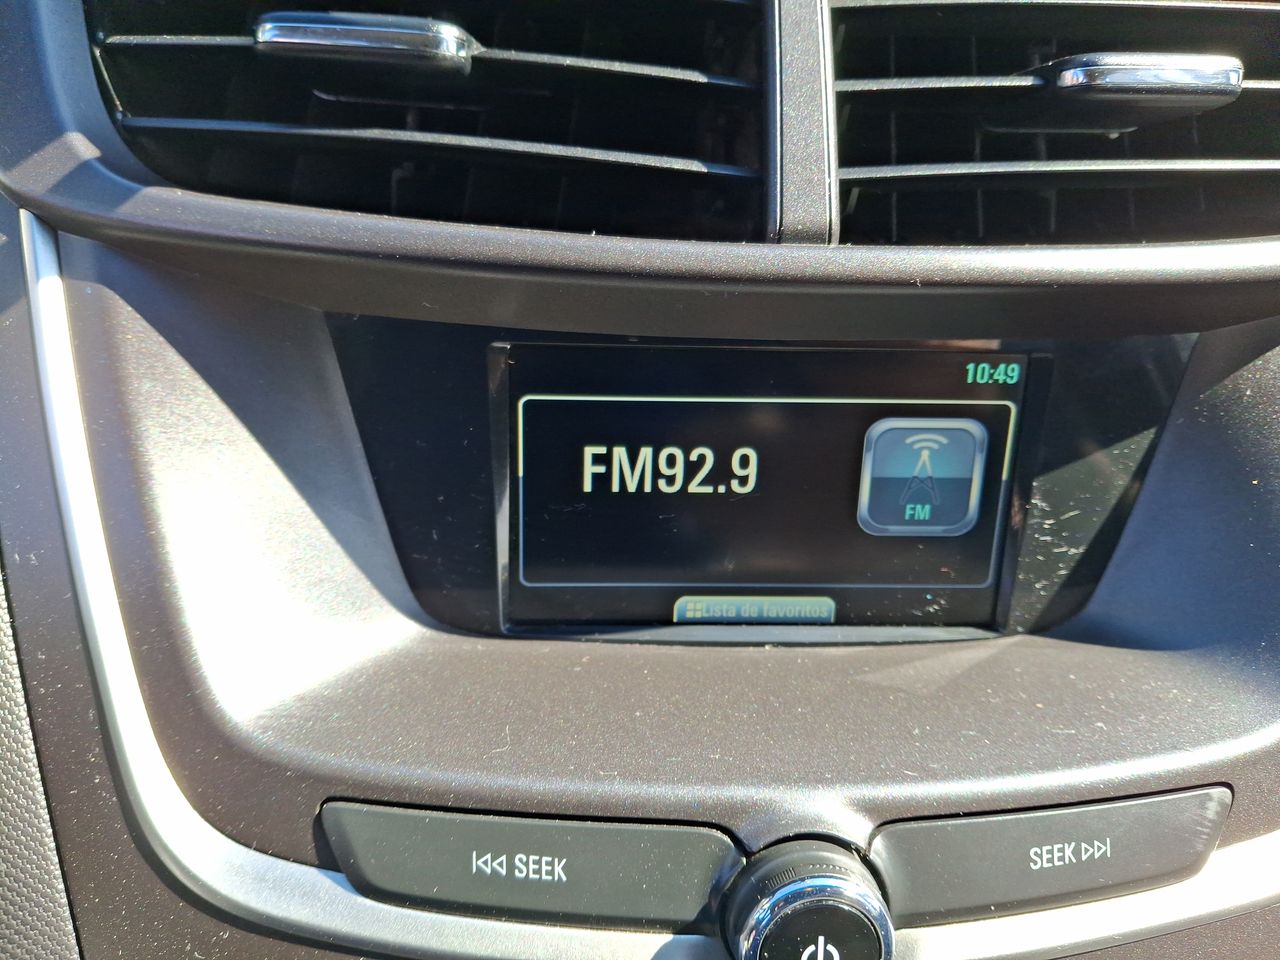 10:49
FM92.9
FM
Lista de favoritos
SEEK
SEEK